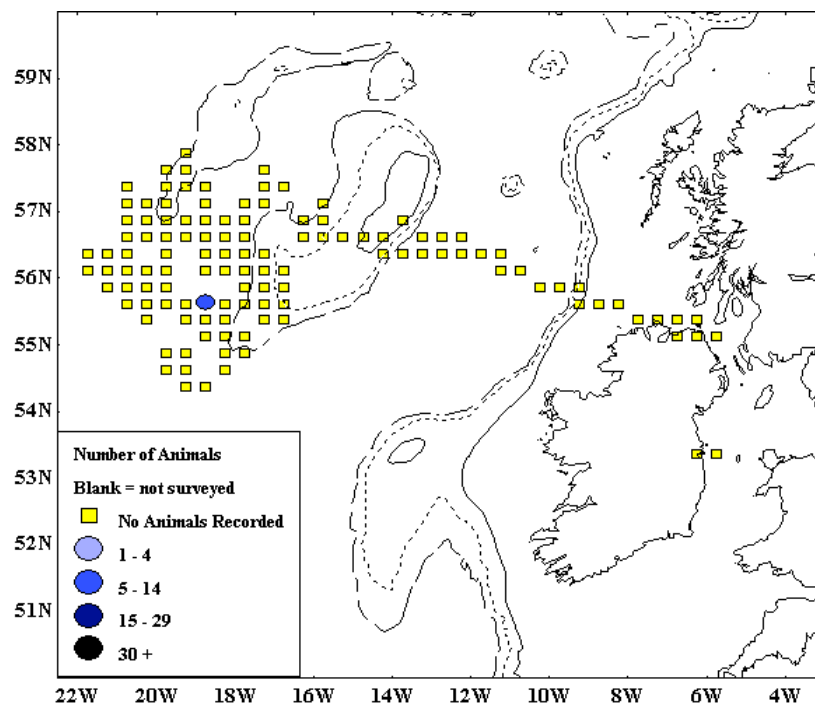 59N
58N
57N
56N
55N
54N
53N
52N
51N
Number of Animals
Blank = not surveyed
No Animals Recorded
1 - 4
5 - 14
15 - 29
30 +
22W 20W 18W 16W 14W 12W 10W 8W 6W 4W